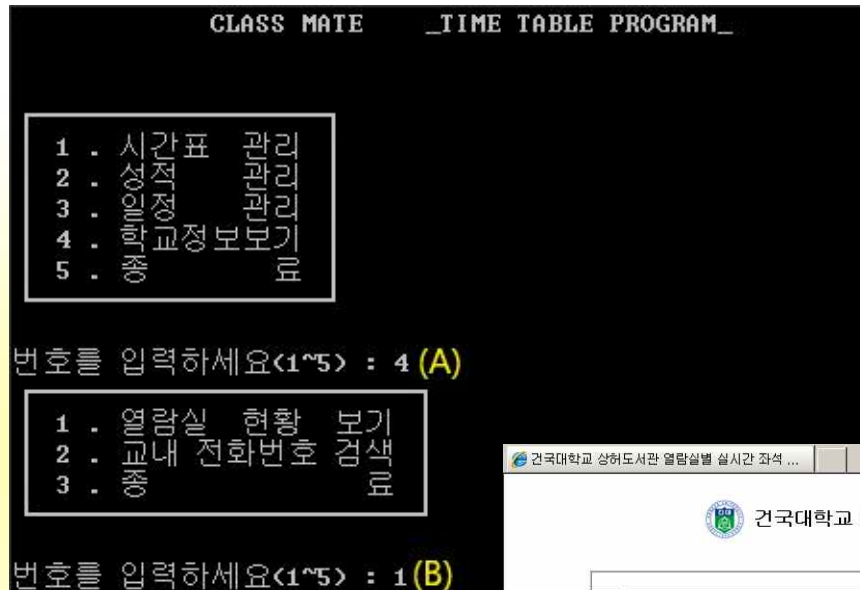 CLASS MATE _TIME TABLE PROGRAM_
1 . 시간표 관리
2 . 성적 관리
3 . 일정 관리
4 . 학교정보보기
5 . 종 료
번호를 입력하세요(1~5) : 4 (A)
1 . 열람실 현황 보기
2 . 교내 전화번호 검색
3 . 종 료
번호를 입력하세요(1~5) : 1 (B)
건국대학교 상허도서관 열람실별 실시간 좌석 ...
건국대학교